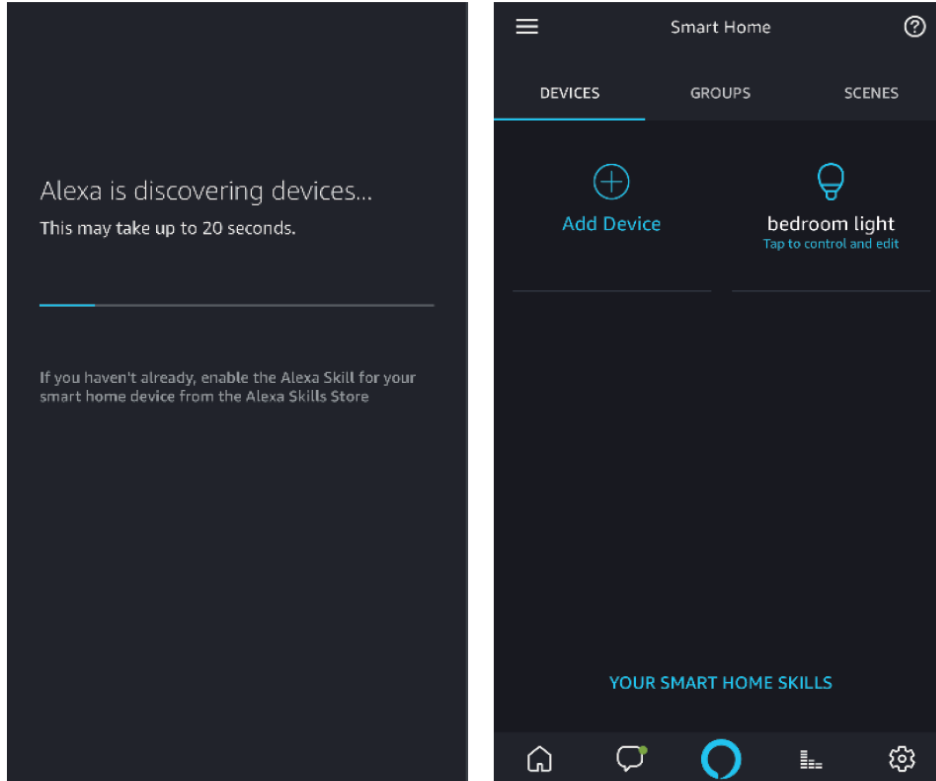 Alexa is discovering devices...
This may take up to 20 seconds.
If you haven't already, enable the Alexa Skill for your
smart home device from the Alexa Skills Store
Smart Home
?
DEVICES GROUPS SCENES
Add Device
bedroom light
Tap to control and edit
YOUR SMART HOME SKILLS